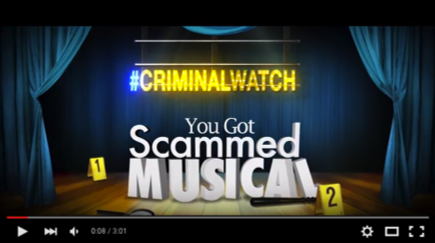 #CRIMINALWATCH
You Got
Scammed
MUSICAL
1
2
0:08 / 3:01